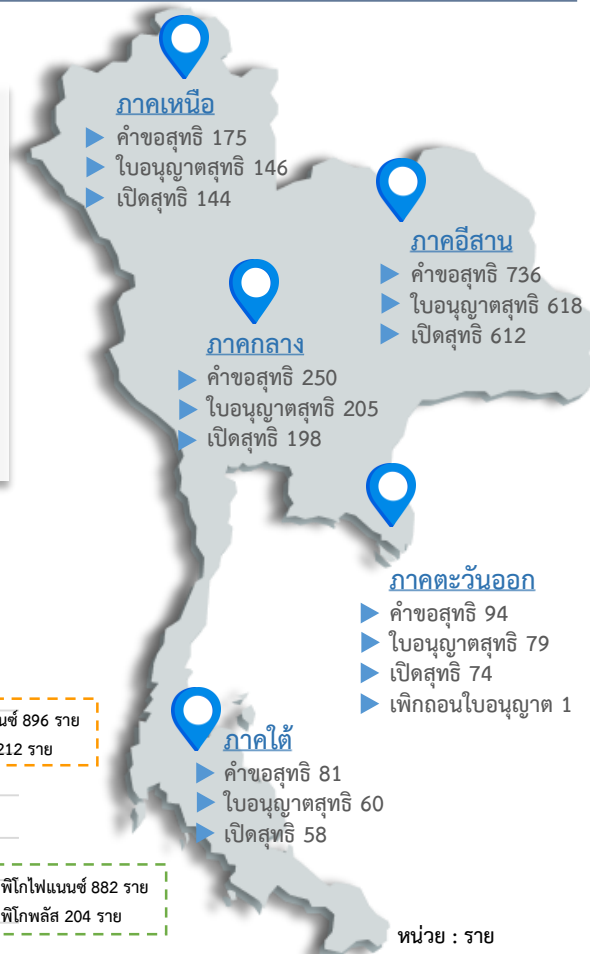 ภาคเหนือ
คำขอสุทธิ 175
ใบอนุญาตสุทธิ 146
เปิดสุทธิ 144
ภาคอีสาน
คำขอสุทธิ 736
ใบอนุญาตสุทธิ 618
เปิดสุทธิ 612
ภาคกลาง
คำขอสุทธิ 250
ใบอนุญาตสุทธิ 205
เปิดสุทธิ 198
ภาคตะวันออก
คำขอสุทธิ 94
ใบอนุญาตสุทธิ 79
เปิดสุทธิ 74
เพิกถอนใบอนุญาต 1
ภาคใต้
คำขอสุทธิ 81
ใบอนุญาตสุทธิ 60
เปิดสุทธิ 58
896 ราย
212 ราย
พิโกไฟแนนซ์ 882 ราย
พิโกพลัส 204 ราย
หน่วย : ราย